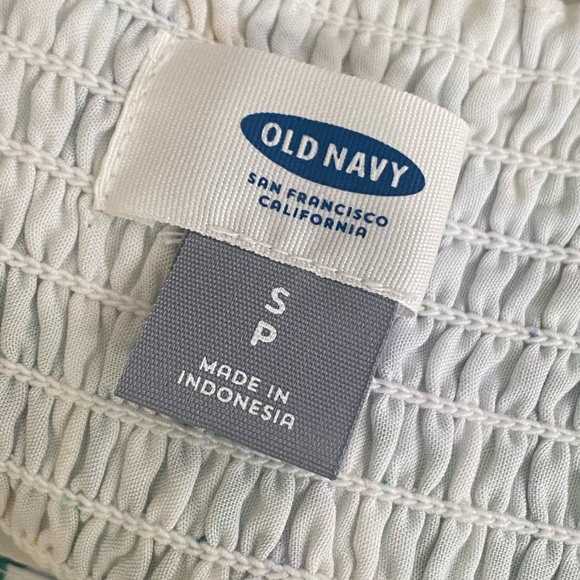 OLD NAVY
SAN FRANCISCO
CALIFORNIA
S
P
MADE IN
INDONESIA